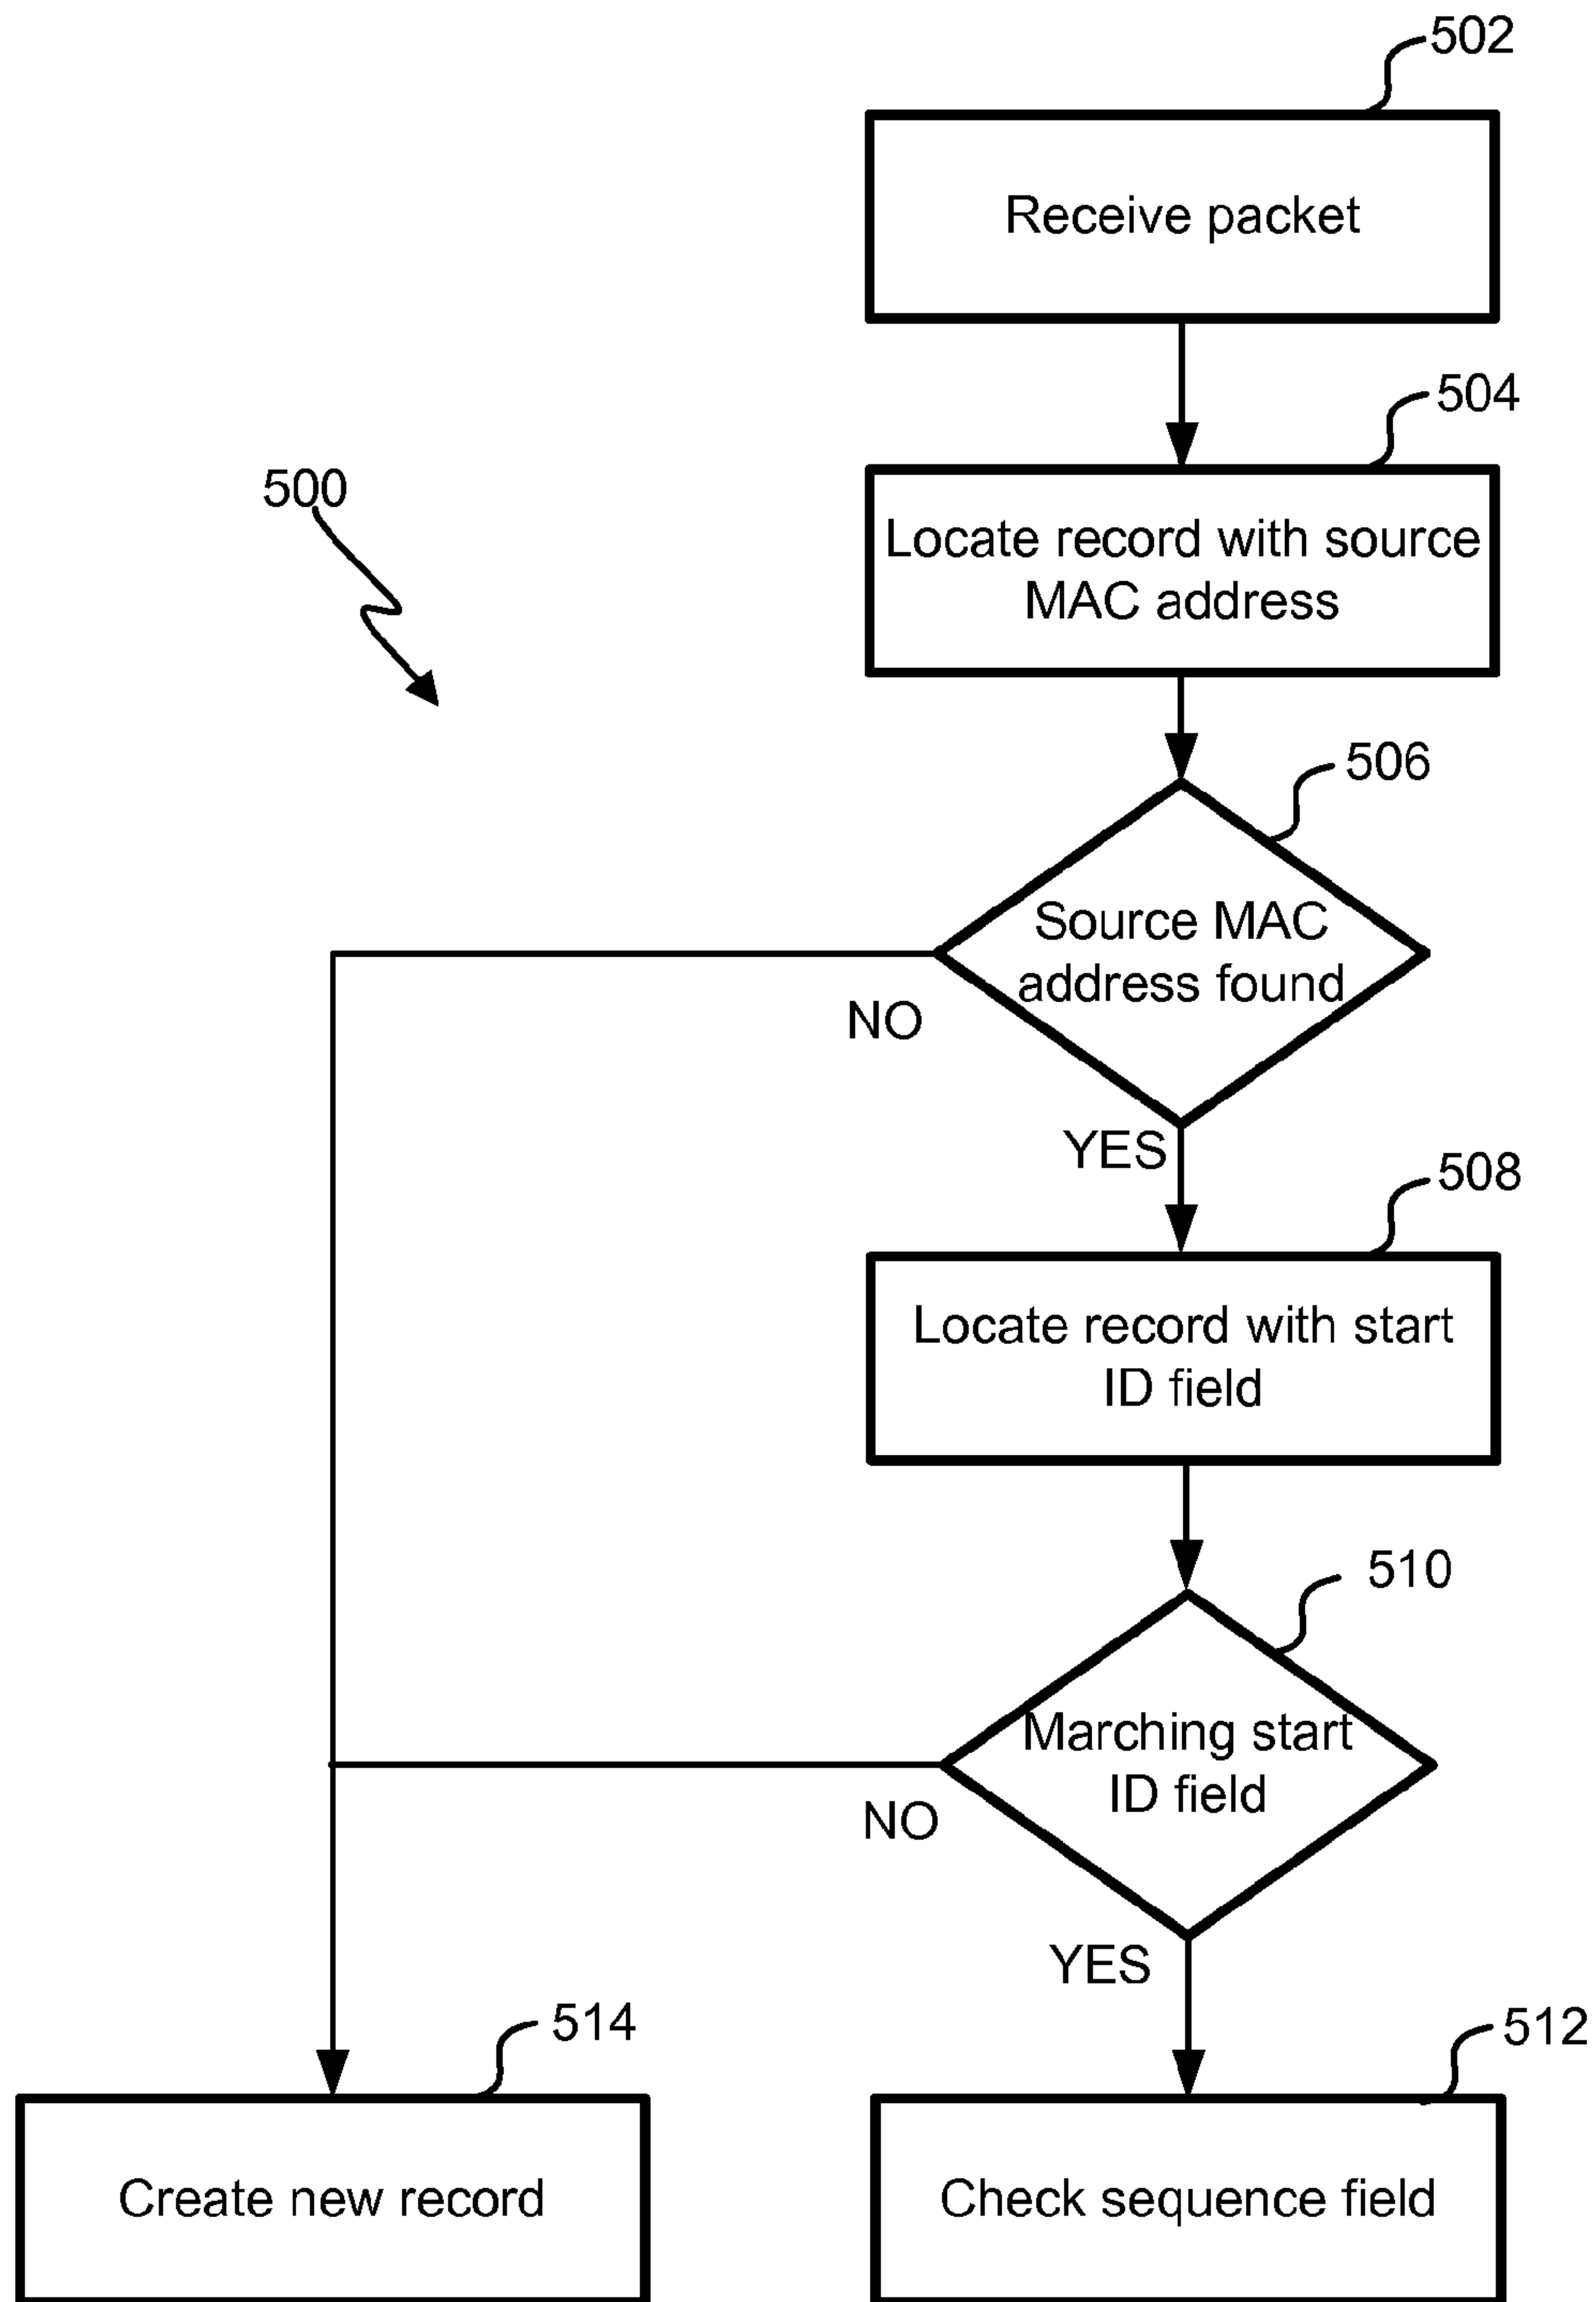 502
Receive packet
504
500
Locate record with source
MAC address
506
Source MAC
address found
NO
YES
508
Locate record with start
ID field
510
Marching start
ID field
NO
YES
514
512
Create new record
Check sequence field